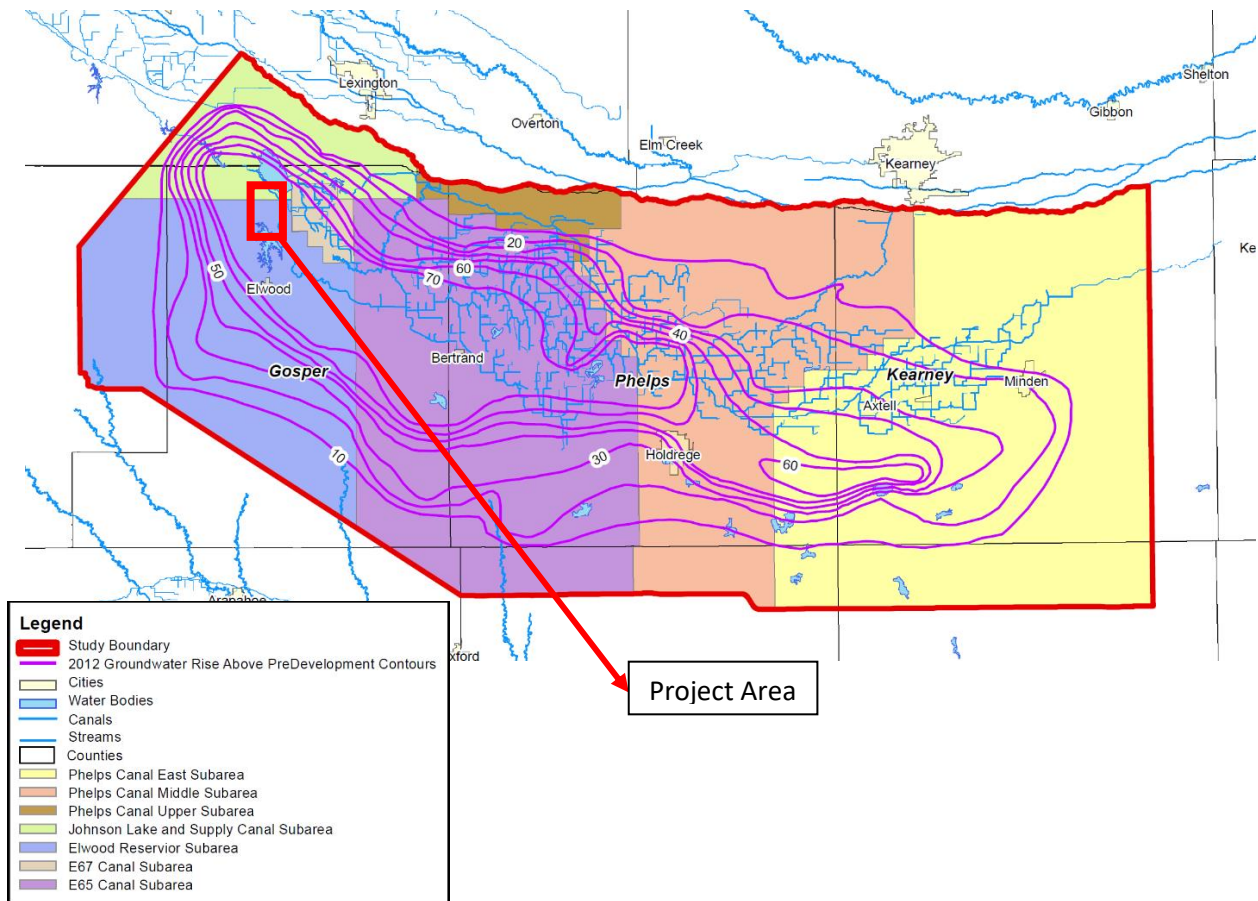 Lexington
Shelton
Gibbon
Overton
Elm Creek
Kearney
20
60
70
50
Elwood
40
Bertrand
Gosper
Phelps
Kearney
Minden
Axtell
10
30
Holdrege
60
Project Area
Legend
Study Boundary
2012 Groundwater Rise Above PreDevelopment Contours
Cities
Water Bodies
Canals
Streams
Counties
Phelps Canal East Subarea
Phelps Canal Middle Subarea
Phelps Canal Upper Subarea
Johnson Lake and Supply Canal Subarea
Elwood Reservior Subarea
E67 Canal Subarea
E65 Canal Subarea